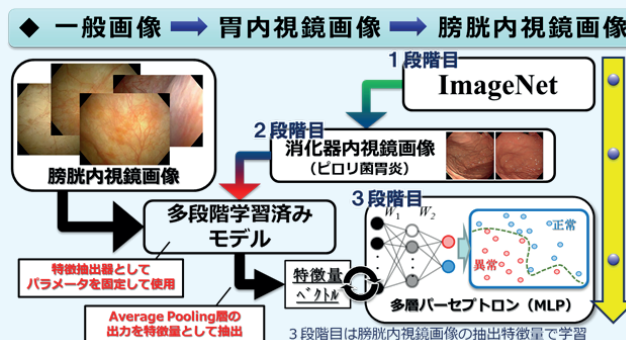 ◆ 一般画像 → 胃内視鏡画像 → 膀胱内視鏡画像
1段階目
ImageNet
2段階目
消化器内視鏡画像
(ピロリ菌胃炎)
膀胱内視鏡画像
3段階目
多段階学習済み
モデル
W1 W2
正常
異常
特徴抽出器として
パラメータを固定して使用
特徴量
ベクトル
多層パーセプトロン（MLP）
Average Pooling層の
出力を特徴量として抽出
3段階目は膀胱内視鏡画像の抽出特徴量で学習